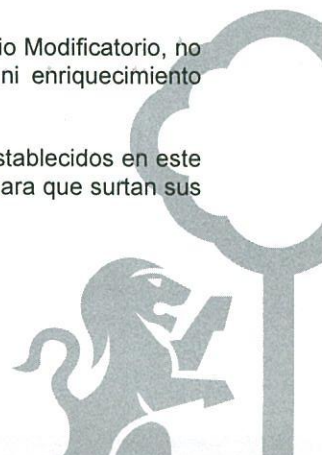 io Modificatorio, no
ni enriquecimiento
stablecidos en este
ara que surtan sus